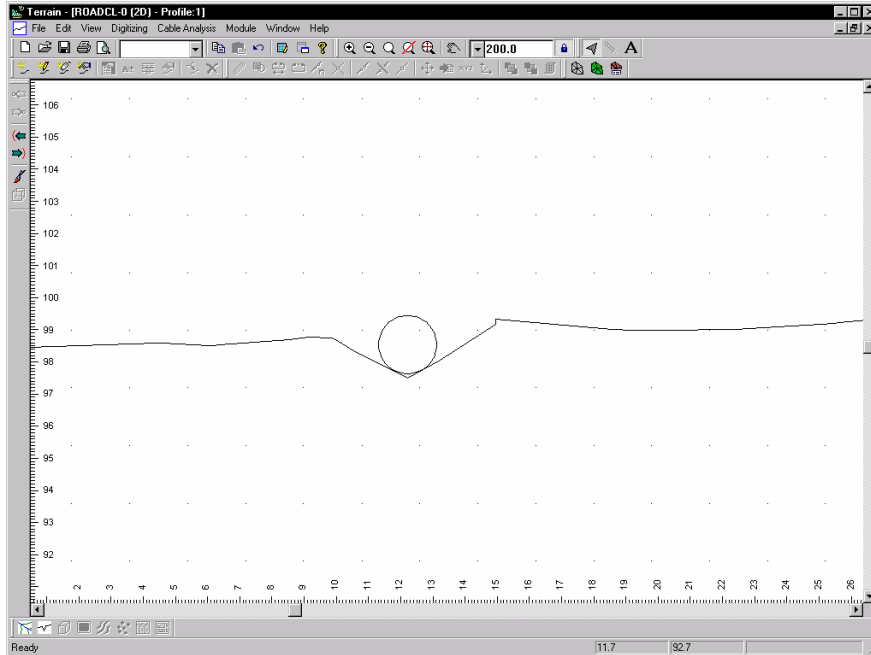 Terrain - [ROADCL-0 (2D) - Profile:1]
File Edit View Digitizing Cable Analysis Module Window Help
200.0 A
A± XYZ
106
105
104
103
102
101
100
99
98
97
96
95
94
93
92
2 3 4 5 6 7 8 9 10 11 12 13 14 15 16 17 18 19 20 21 22 23 24 25 26
Ready 11.7 92.7